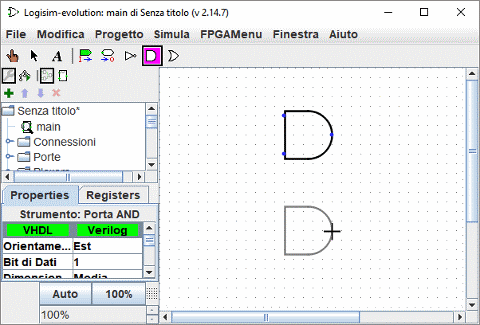 Logisim-evolution: main di Senza titolo (v 2.14.7)
File Modifica Progetto Simula FPGAMenu Finestra Aiuto
A
Senza titolo*
main
Connessioni
Porte
Properties Registers
Strumento: Porta AND
VHDL Verilog
Orientame... Est
Bit di Dati 1
Dimension Media
Auto 100%
100%